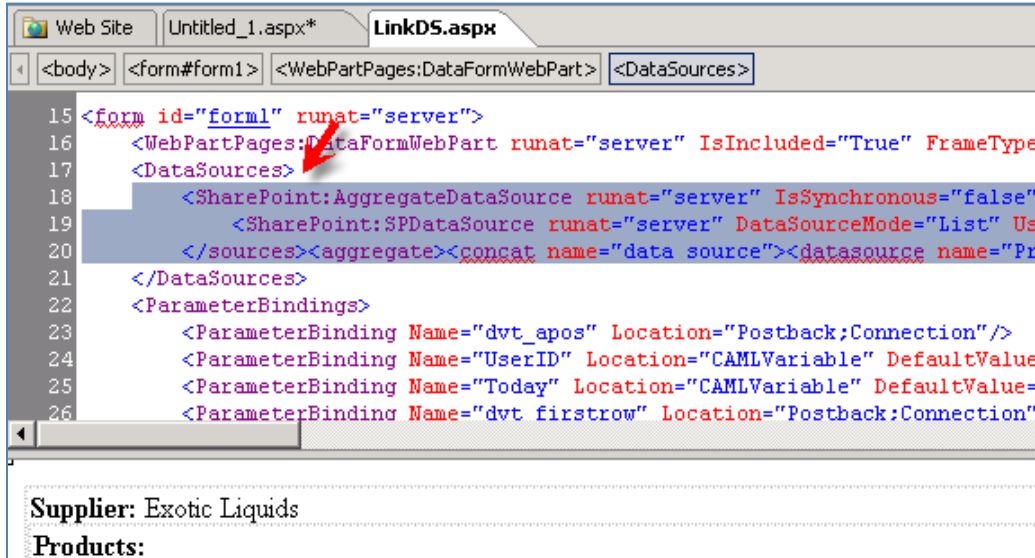 Web Site Untitled_1.aspx* LinkDS.aspx
<body> <form#form1> <WebPartPages:DataFormWebPart> <DataSources>
15 <form id="form1" runat="server">
16 <WebPartPages:DataFormWebPart runat="server" IsIncluded="True" FrameType
17 <DataSources>
18 <SharePoint:AggregateDataSource runat="server" IsSynchronous="false"
19 <SharePoint:SPDataSource runat="server" DataSourceMode="List" Us
20 </sources><aggregate><concat name="data source"><datasource name="Pr
21 </DataSources>
22 <ParameterBindings>
23 <ParameterBinding Name="dvt_apos" Location="Postback;Connection"/>
24 <ParameterBinding Name="UserID" Location="CAMLVariable" DefaultValue
25 <ParameterBinding Name="Today" Location="CAMLVariable" DefaultValue=
26 <ParameterBinding Name="dvt_firstrow" Location="Postback;Connection"
Supplier: Exotic Liquids
Products: